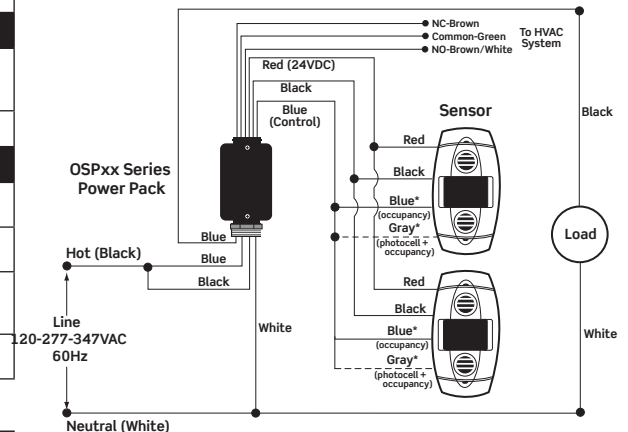 NC-Brown
Common-Green
NO-Brown/White
To HVAC
System
Red (24VDC)
Black
Blue
(Control)
Sensor
Black
OSPxx Series
Power Pack
Red
Black
Blue*
(occupancy)
Gray*
(photocell +
occupancy)
Load
Blue
Hot (Black)
Blue
Black
Red
Black
Blue*
(occupancy)
Gray*
(photocell +
occupancy)
Line
120-277-347VAC
60Hz
White
White
Neutral (White)